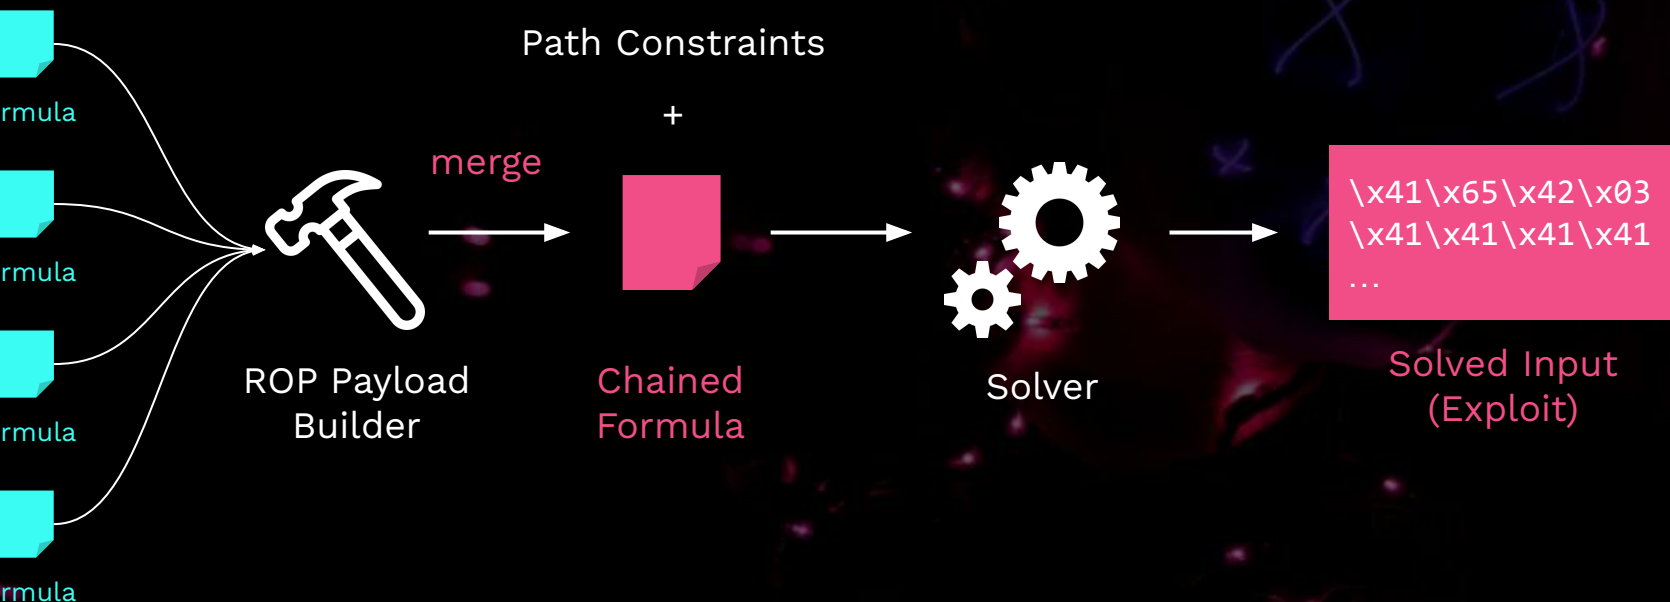 Path Constraints
+
merge
rmula
rmula
rmula
rmula
ROP Payload
Builder
Chained
Formula
Solver
\x41\x65\x42\x03
\x41\x41\x41\x41
...
Solved Input
(Exploit)